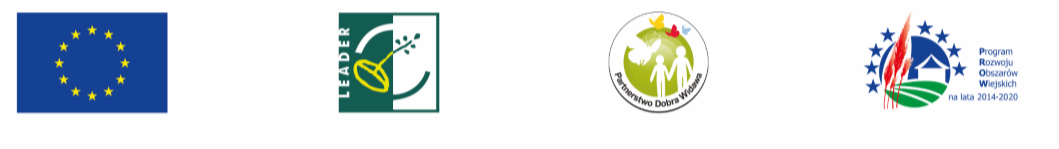 LEADER
Partnerstwo Dobra Widawa
Program
Rozwoju
Obszarów
Wiejskich
na lata 2014-2020